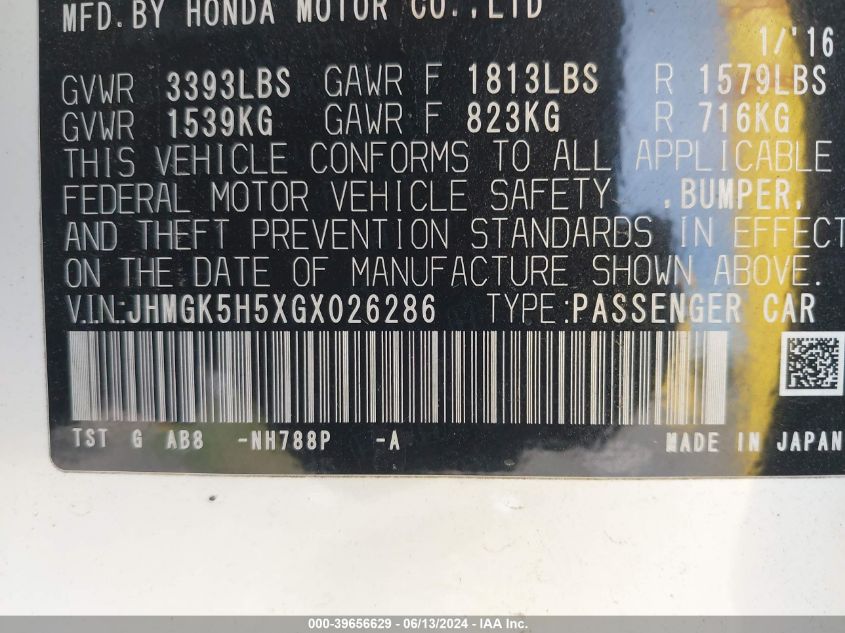 MFD. BY HONDA MOTOR CO., LTD
1/'16
GVWR 3393LBS GAWR F 1813LBS R 1579LBS
GVWR 1539KG GAWR F 823KG R 716KG
THIS VEHICLE CONFORMS TO ALL APPLICABLE
FEDERAL MOTOR VEHICLE SAFETY , BUMPER,
AND THEFT PREVENTION STANDARDS IN EFFECT
ON THE DATE OF MANUFACTURE SHOWN ABOVE.
V.I.N.:JHMGK5H5XGX026286 TYPE:PASSENGER CAR
TST G AB8 -NH788P -A MADE IN JAPAN
000-39656629 - 06/13/2024 - IAA Inc.